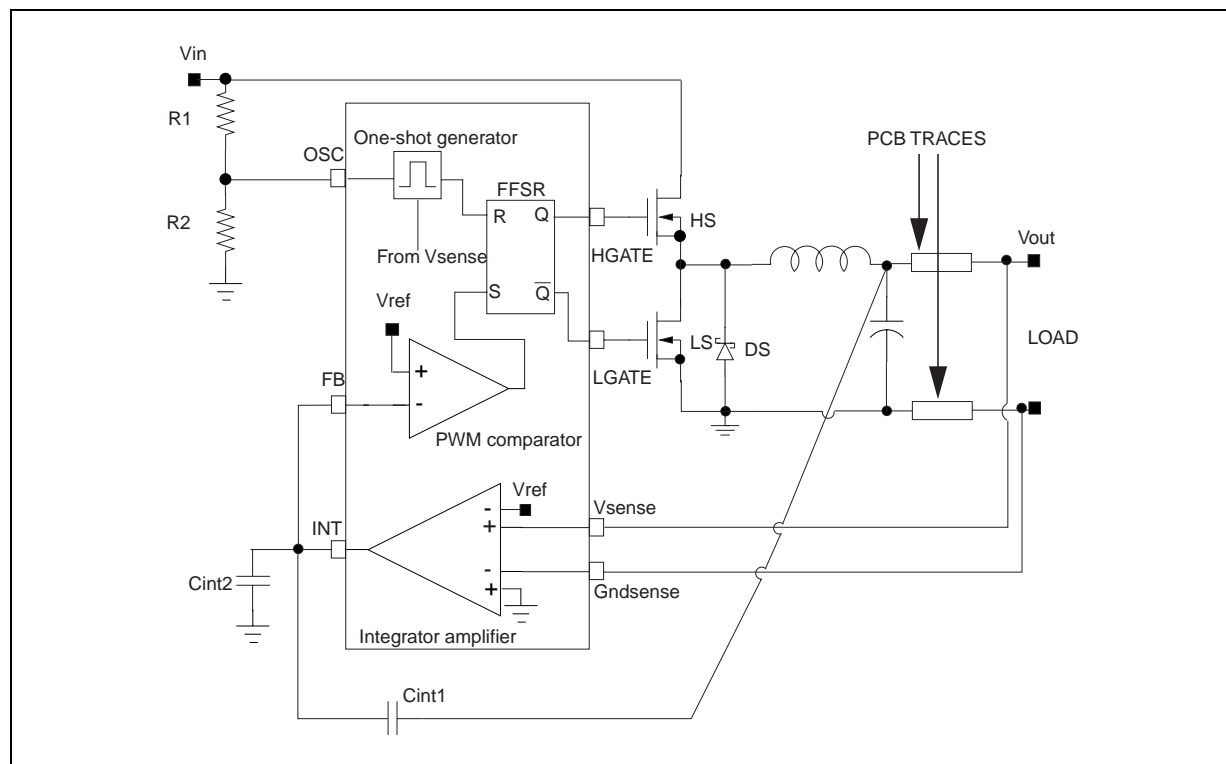 Vin
R1
One-shot generator
PCB TRACES
OSC
FFSR
R
Q
HS
R2
HGATE
Vout
From Vsense
S
Q
Vref
LS
DS
LOAD
+
LGATE
FB
-
PWM comparator
Vref
-
Vsense
INT
+
-
Cint2
Gndsense
+
Integrator amplifier
Cint1